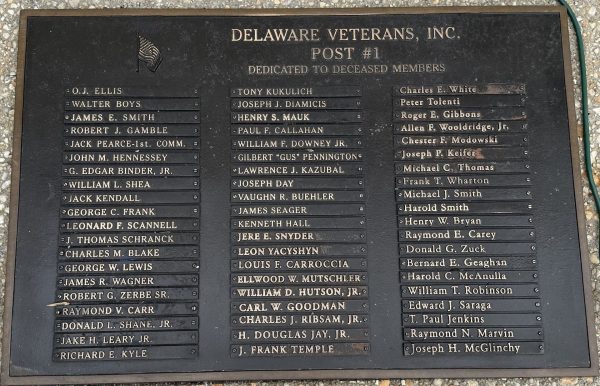 DELAWARE VETERANS, INC.
POST #1
DEDICATED TO DECEASED MEMBERS
O.J. ELLIS
WALTER BOYS
JAMES E. SMITH
ROBERT J. GAMBLE
JACK PEARCE-1st. COMM.
JOHN M. HENNESSEY
G. EDGAR BINDER, JR.
WILLIAM L. SHEA
JACK KENDALL
GEORGE C. FRANK
LEONARD F. SCANNELL
J. THOMAS SCHRANCK
CHARLES M. BLAKE
GEORGE W. LEWIS
JAMES R. WAGNER
ROBERT G. ZERBE SR.
RAYMOND V. CARR
DONALD L. SHANE, JR.
JAKE H. LEARY JR.
RICHARD E. KYLE
TONY KUKULICH
JOSEPH J. DIAMICIS
HENRY S. MAUK
PAUL F. CALLAHAN
WILLIAM F. DOWNEY JR.
GILBERT "GUS" PENNINGTON
LAWRENCE J. KAZUBAL
JOSEPH DAY
VAUGHN R. BUEHLER
JAMES SEAGER
KENNETH HALL
JERE E. SNYDER
LEON YACYSHYN
LOUIS F. CARROCCIA
ELLWOOD W. MUTSCHLER
WILLIAM D. HUTSON, JR.
CARL W. GOODMAN
CHARLES J. RIBSAM, JR.
H. DOUGLAS JAY, JR.
J. FRANK TEMPLE
Charles E. White
Peter Tolenti
Roger E. Gibbons
Allen F. Wooldridge, Jr.
Chester F. Modowski
Joseph P. Keifer
Michael C. Thomas
Frank T. Wharton
Michael J. Smith
Harold Smith
Henry W. Bryan
Raymond E. Carey
Donald G. Zuck
Bernard E. Geaghan
Harold C. McAnulla
William T. Robinson
Edward J. Saraga
T. Paul Jenkins
Raymond N. Marvin
Joseph H. McGlinchy